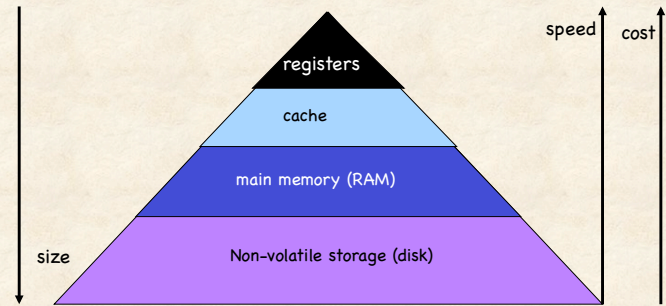 speed
cost
registers
cache
main memory (RAM)
size
Non-volatile storage (disk)